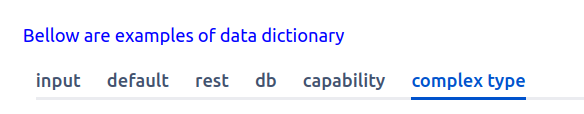 Bellow are examples of data dictionary
input default rest db capability complex type